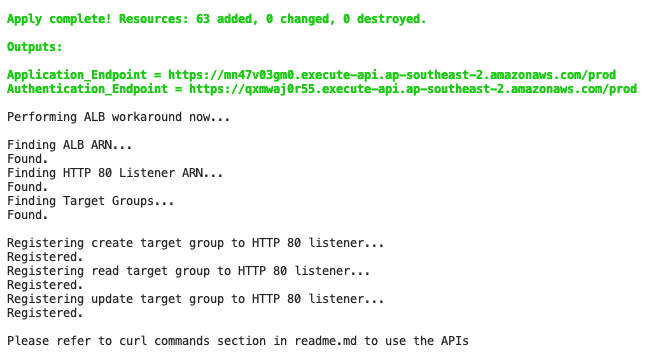 Apply complete! Resources: 63 added, 0 changed, 0 destroyed.
Outputs:
Application_Endpoint = https://mn47v03gm0.execute-api.ap-southeast-2.amazonaws.com/prod
Authentication_Endpoint = https://qxmwaj0r55.execute-api.ap-southeast-2.amazonaws.com/prod
Performing ALB workaround now...
Finding ALB ARN...
Found.
Finding HTTP 80 Listener ARN...
Found.
Finding Target Groups...
Found.
Registering create target group to HTTP 80 listener...
Registered.
Registering read target group to HTTP 80 listener...
Registered.
Registering update target group to HTTP 80 listener...
Registered.
Please refer to curl commands section in readme.md to use the APIs